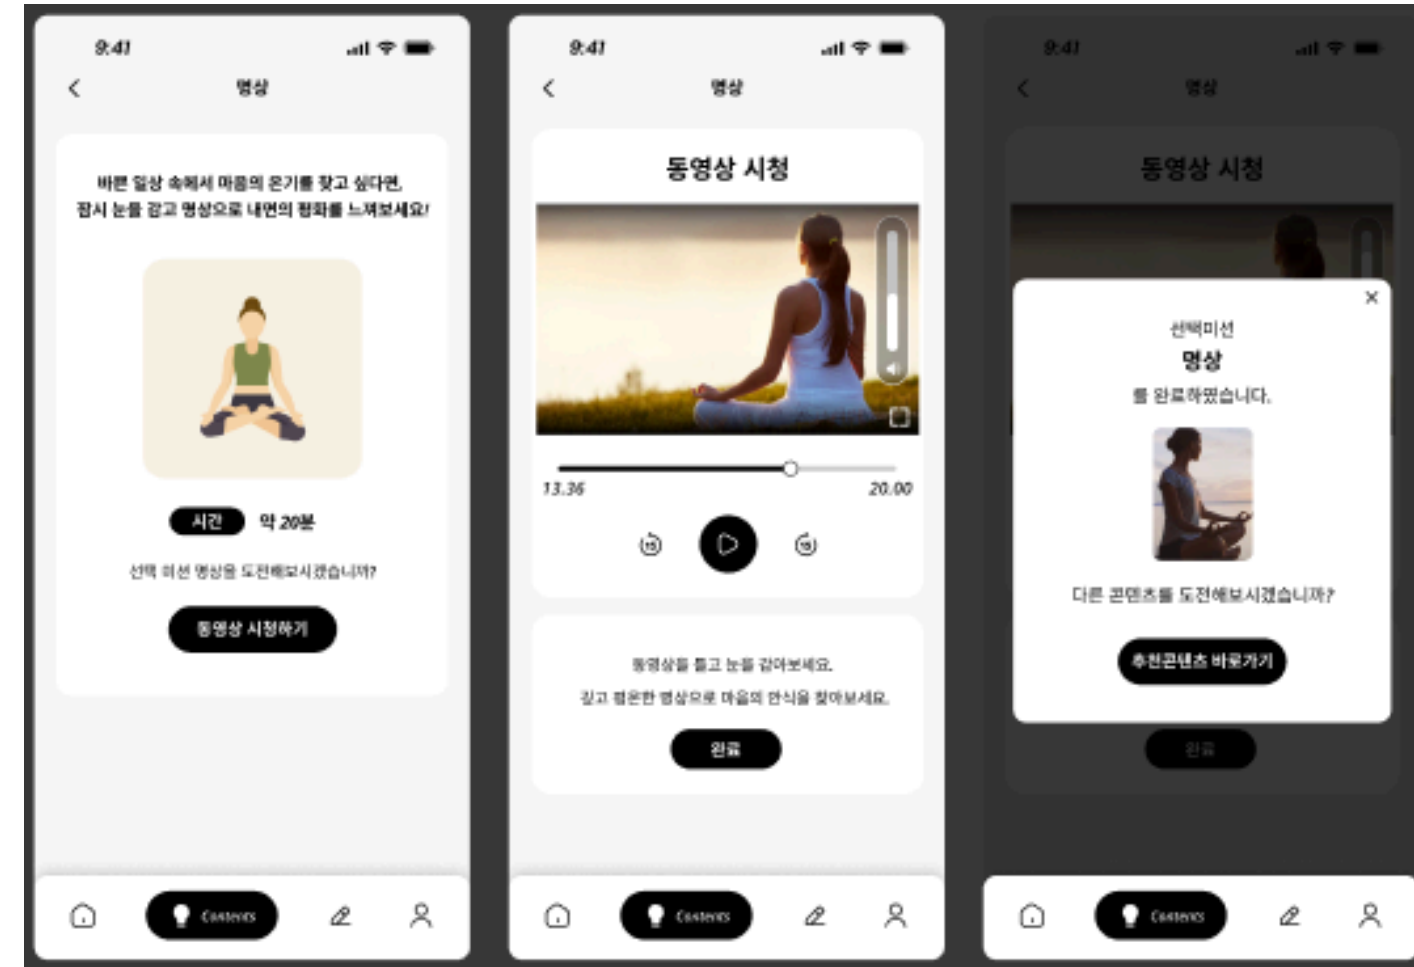 9:41
명상
바쁜 일상 속에서 마음의 온기를 찾고 싶다면,
잠시 눈을 감고 명상으로 내면의 평화를 느껴보세요!
시간 약 20분
선택 미션 명상을 도전해보시겠습니까?
동영상 시청하기
Contents
9:41
명상
동영상 시청
13.36
20.00
15
15
동영상을 틀고 눈을 감아보세요.
깊고 평온한 명상으로 마음의 안식을 찾아보세요.
완료
Contents
9:41
명상
동영상 시청
선택미션
명상
를 완료하였습니다.
다른 콘텐츠를 도전해보시겠습니까?
추천콘텐츠 바로가기
완료
Contents